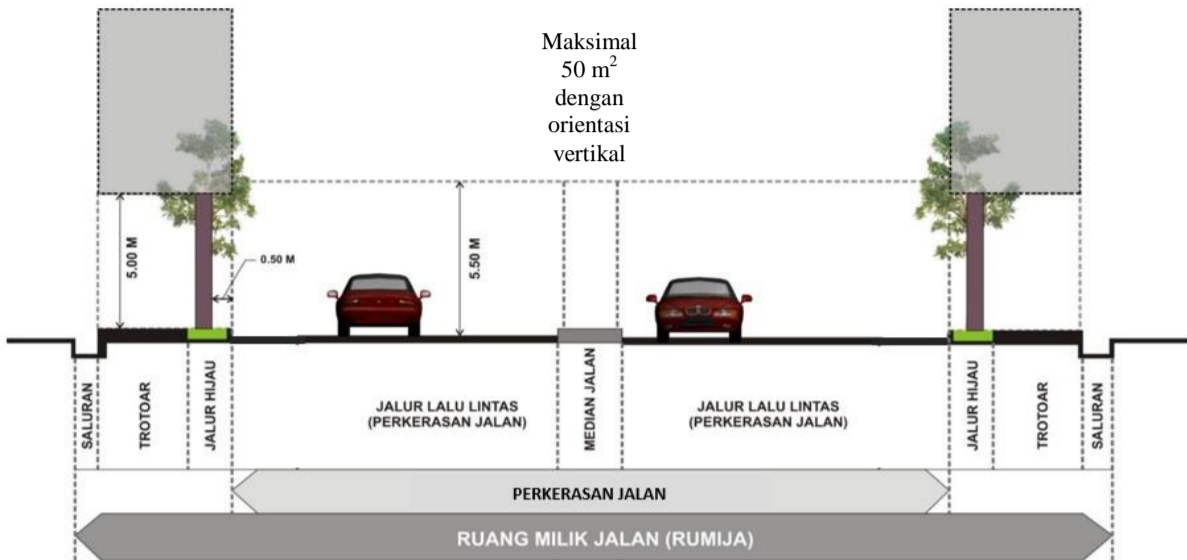 Maksimal
50 m²
dengan
orientasi
vertikal
5.00 M
0.50 M
5.50 M
SALURAN
TROTOAR
JALUR HIJAU
JALUR LALU LINTAS
(PERKERASAN JALAN)
MEDIAN JALAN
JALUR LALU LINTAS
(PERKERASAN JALAN)
JALUR HIJAU
TROTOAR
SALURAN
PERKERASAN JALAN
RUANG MILIK JALAN (RUMIJA)